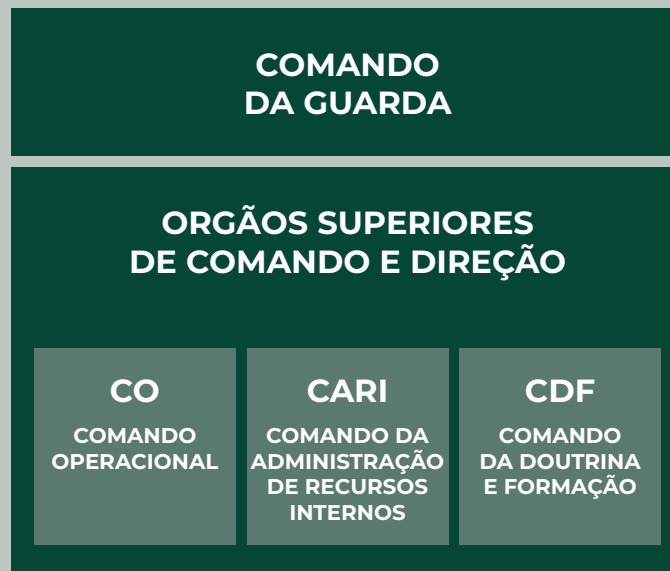 COMANDO
DA GUARDA
ORGÃOS SUPERIORES
DE COMANDO E DIREÇÃO
CO
COMANDO
OPERACIONAL
CARI
COMANDO DA
ADMINISTRAÇÃO
DE RECURSOS
INTERNOS
CDF
COMANDO
DA DOUTRINA
E FORMAÇÃO